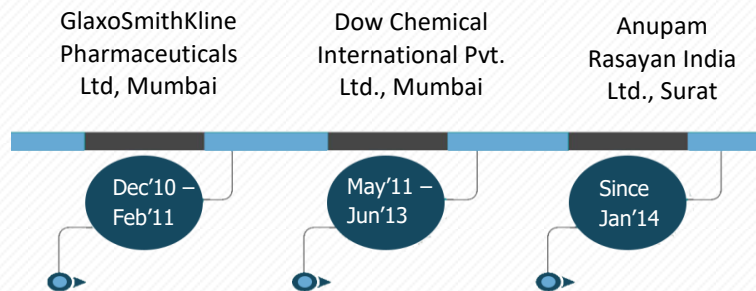 GlaxoSmithKline
Pharmaceuticals
Ltd, Mumbai
Dow Chemical
International Pvt.
Ltd., Mumbai
Anupam
Rasayan India
Ltd., Surat
Dec’10 –
Feb’11
May’11 –
Jun’13
Since
Jan’14